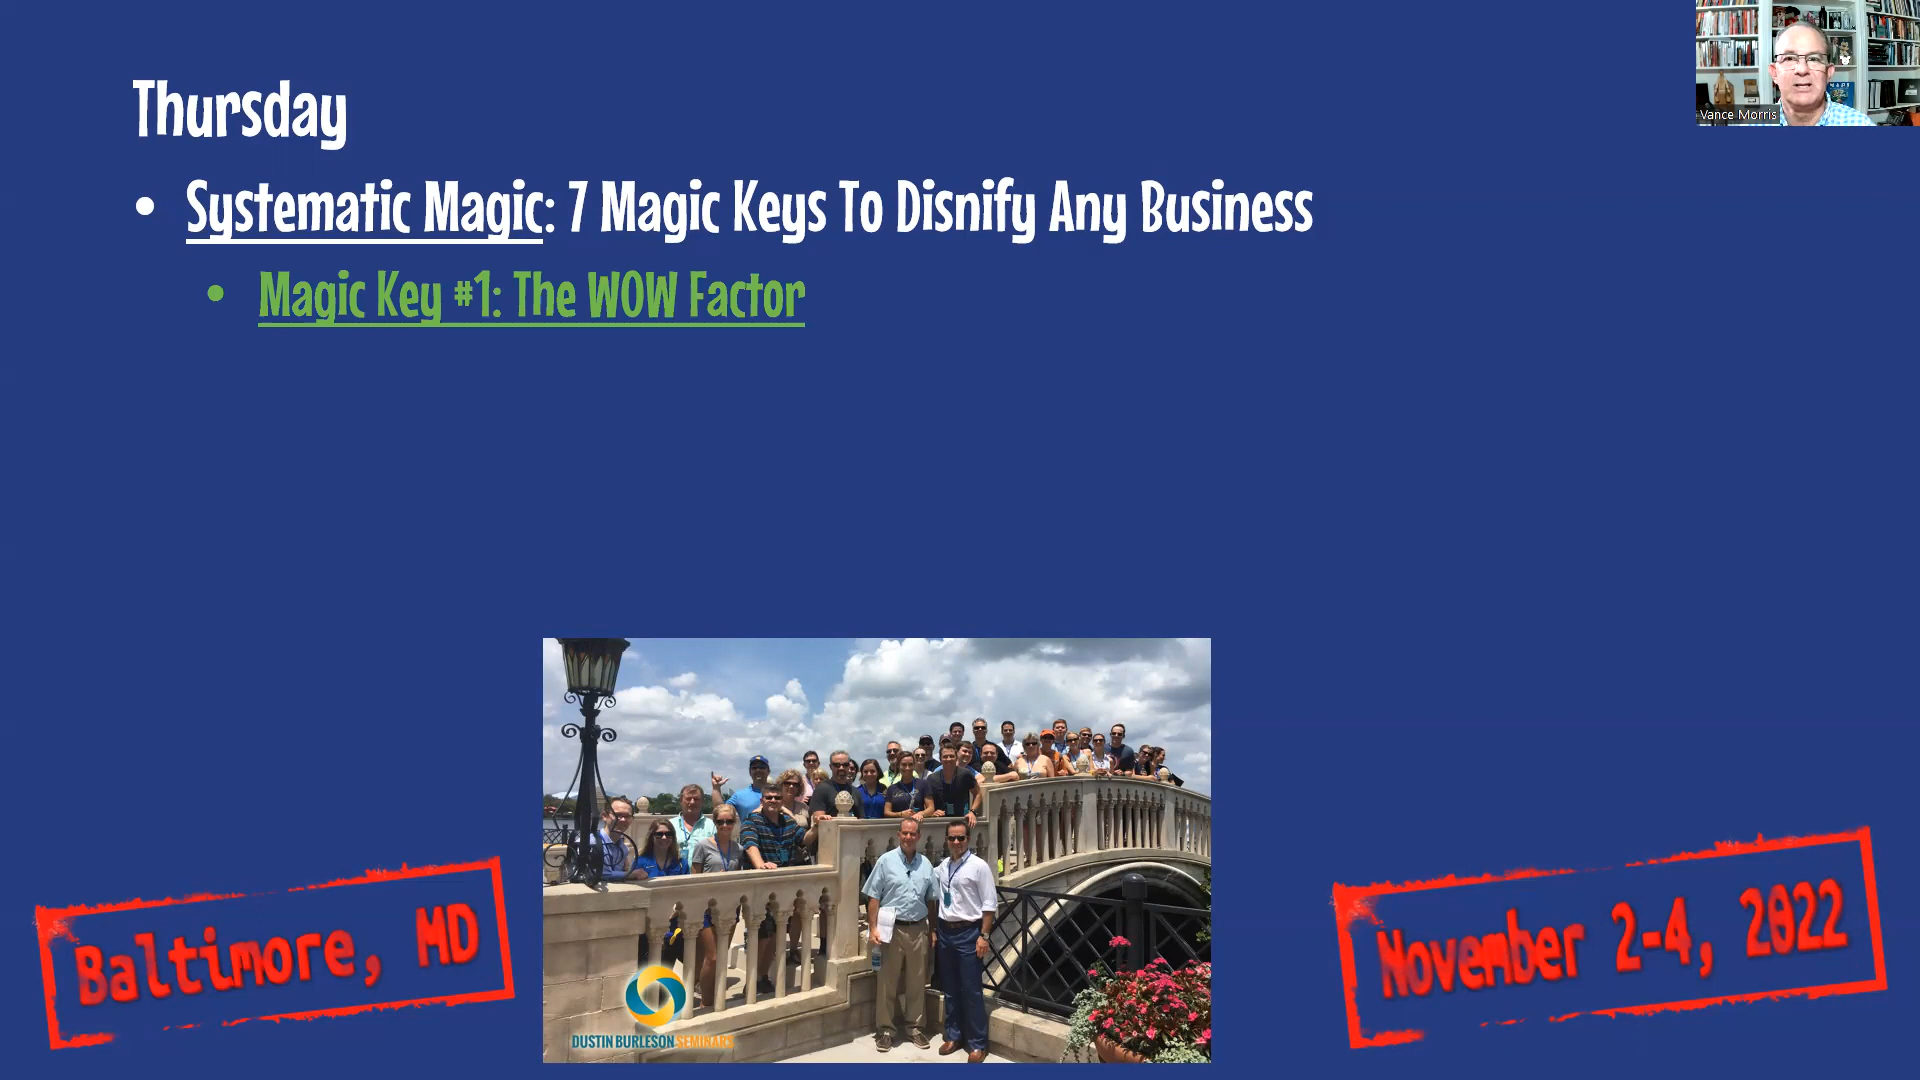 Vance Morris
Thursday
• Systematic Magic: 7 Magic Keys To Disnify Any Business
• Magic Key #1: The WOW Factor
DUSTIN BURLESON SEMINARS
Baltimore, MD
November 2-4, 2022